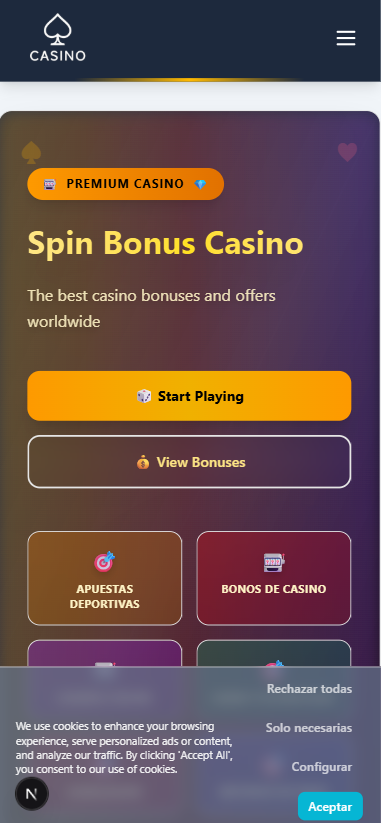 CASINO
PREMIUM CASINO
Spin Bonus Casino
The best casino bonuses and offers
worldwide
Start Playing
View Bonuses
APUESTAS
DEPORTIVAS
BONOS DE CASINO
Rechazar todas
Solo necesarias
We use cookies to enhance your browsing
experience, serve personalized ads or content,
and analyze our traffic. By clicking 'Accept All',
you consent to our use of cookies.
Configurar
N
Aceptar